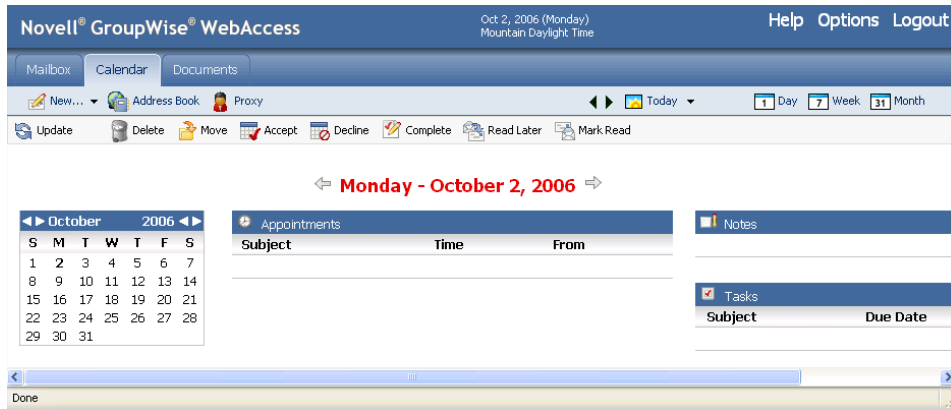 Novell® GroupWise® WebAccess
Oct 2, 2006 (Monday)
Mountain Daylight Time
Help Options Logout
Mailbox Calendar Documents
New... Address Book Proxy Today 1 Day 7 Week 31 Month
Update Delete Move Accept Decline Complete Read Later Mark Read
Monday - October 2, 2006
October 2006
S M T W T F S
1 2 3 4 5 6 7
8 9 10 11 12 13 14
15 16 17 18 19 20 21
22 23 24 25 26 27 28
29 30 31
Appointments
Subject Time From
Notes
Tasks
Subject Due Date
Done